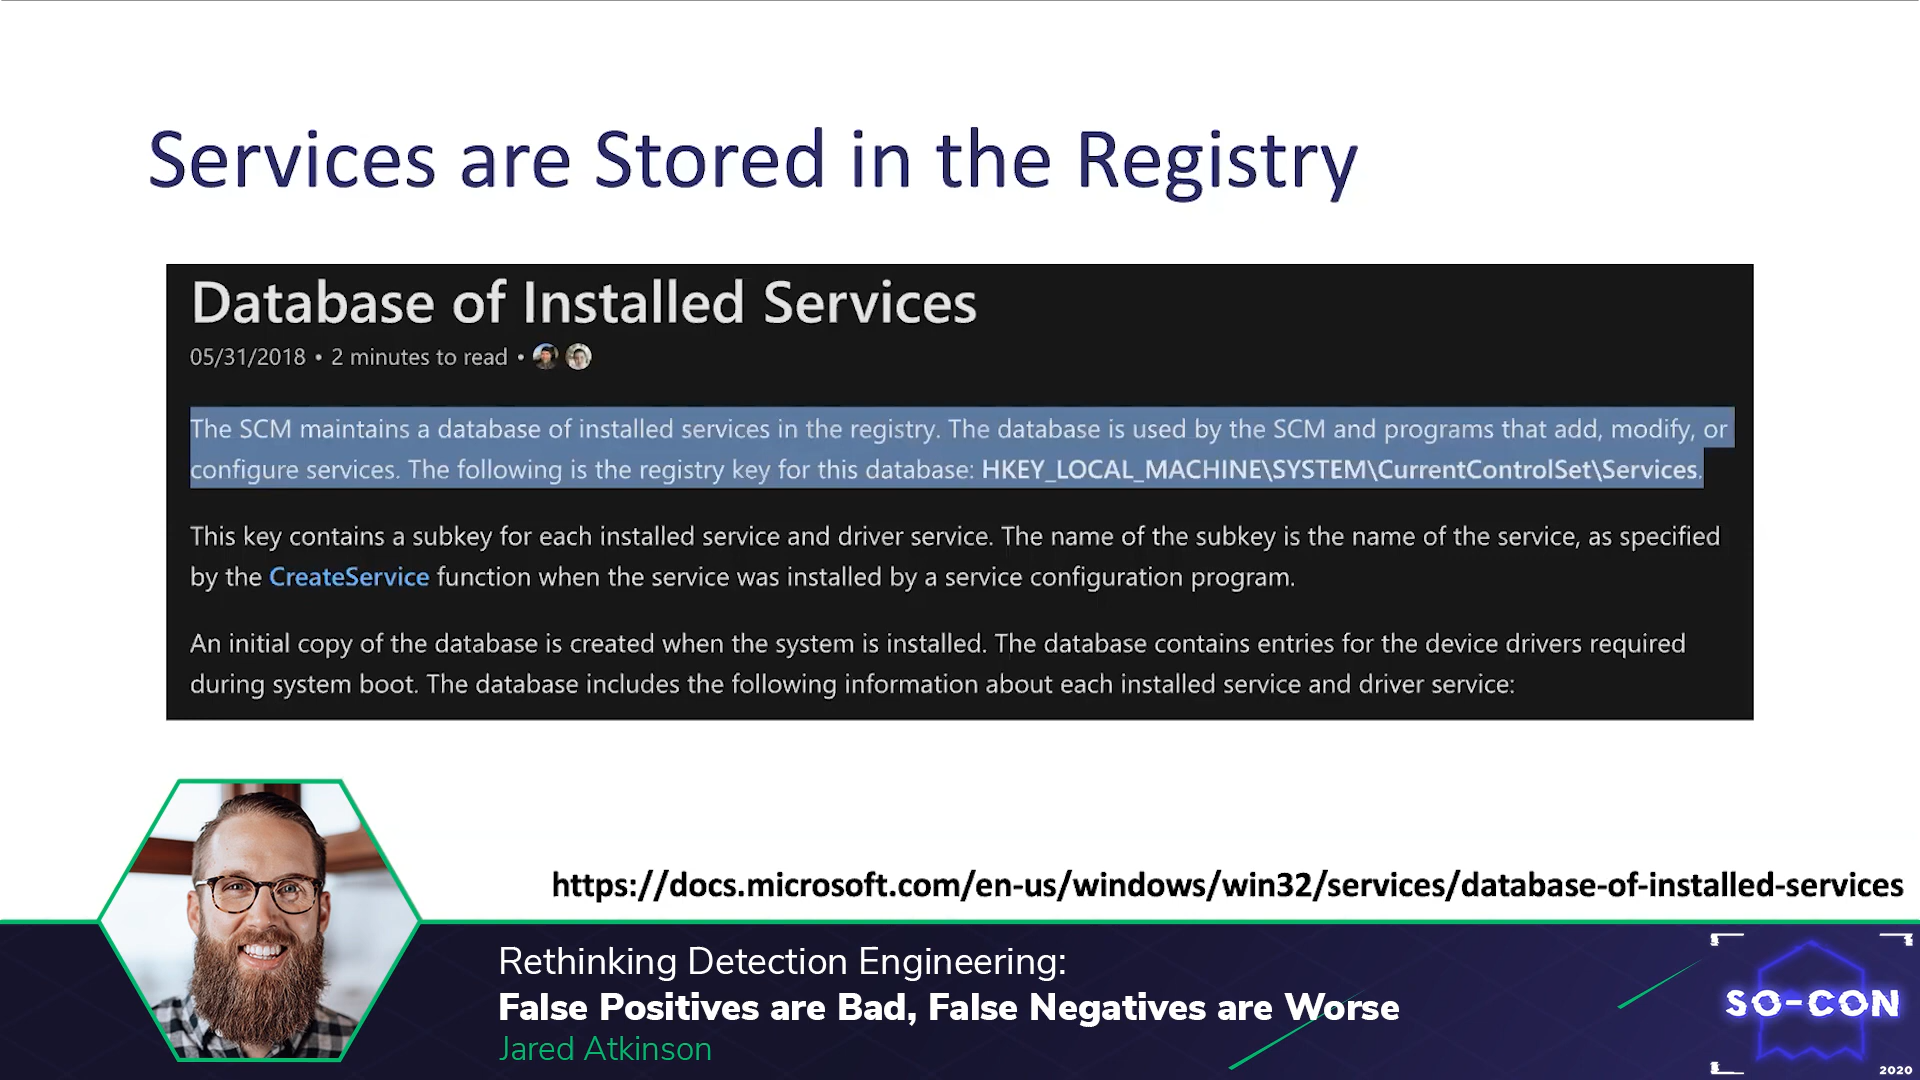 Services are Stored in the Registry
Database of Installed Services
05/31/2018 • 2 minutes to read •
The SCM maintains a database of installed services in the registry. The database is used by the SCM and programs that add, modify, or
configure services. The following is the registry key for this database: HKEY_LOCAL_MACHINE\SYSTEM\CurrentControlSet\Services.
This key contains a subkey for each installed service and driver service. The name of the subkey is the name of the service, as specified
by the CreateService function when the service was installed by a service configuration program.
An initial copy of the database is created when the system is installed. The database contains entries for the device drivers required
during system boot. The database includes the following information about each installed service and driver service:
https://docs.microsoft.com/en-us/windows/win32/services/database-of-installed-services
Rethinking Detection Engineering:
False Positives are Bad, False Negatives are Worse
Jared Atkinson
SO-CON
2020